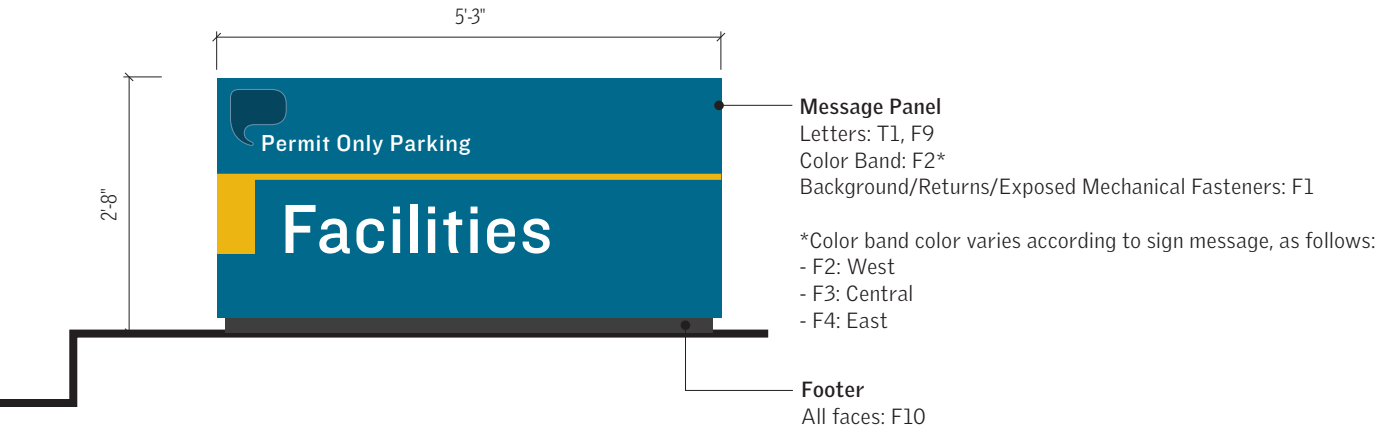 5'-3"
2'-8"
Permit Only Parking
Facilities
Message Panel
Letters: T1, F9
Color Band: F2*
Background/Returns/Exposed Mechanical Fasteners: F1
*Color band color varies according to sign message, as follows:
- F2: West
- F3: Central
- F4: East
Footer
All faces: F10